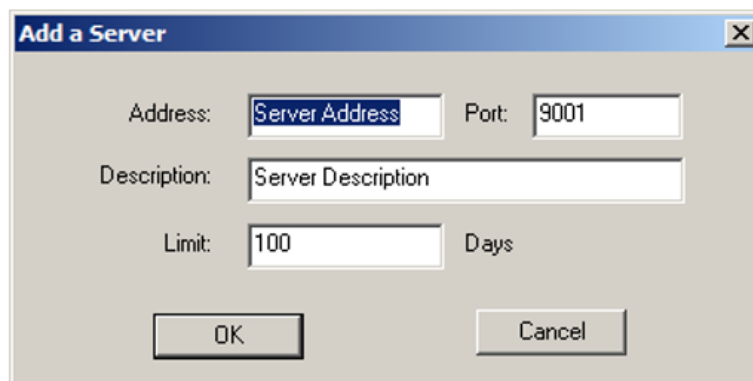 Add a Server
Address: Server Address Port: 9001
Description: Server Description
Limit: 100 Days
OK Cancel